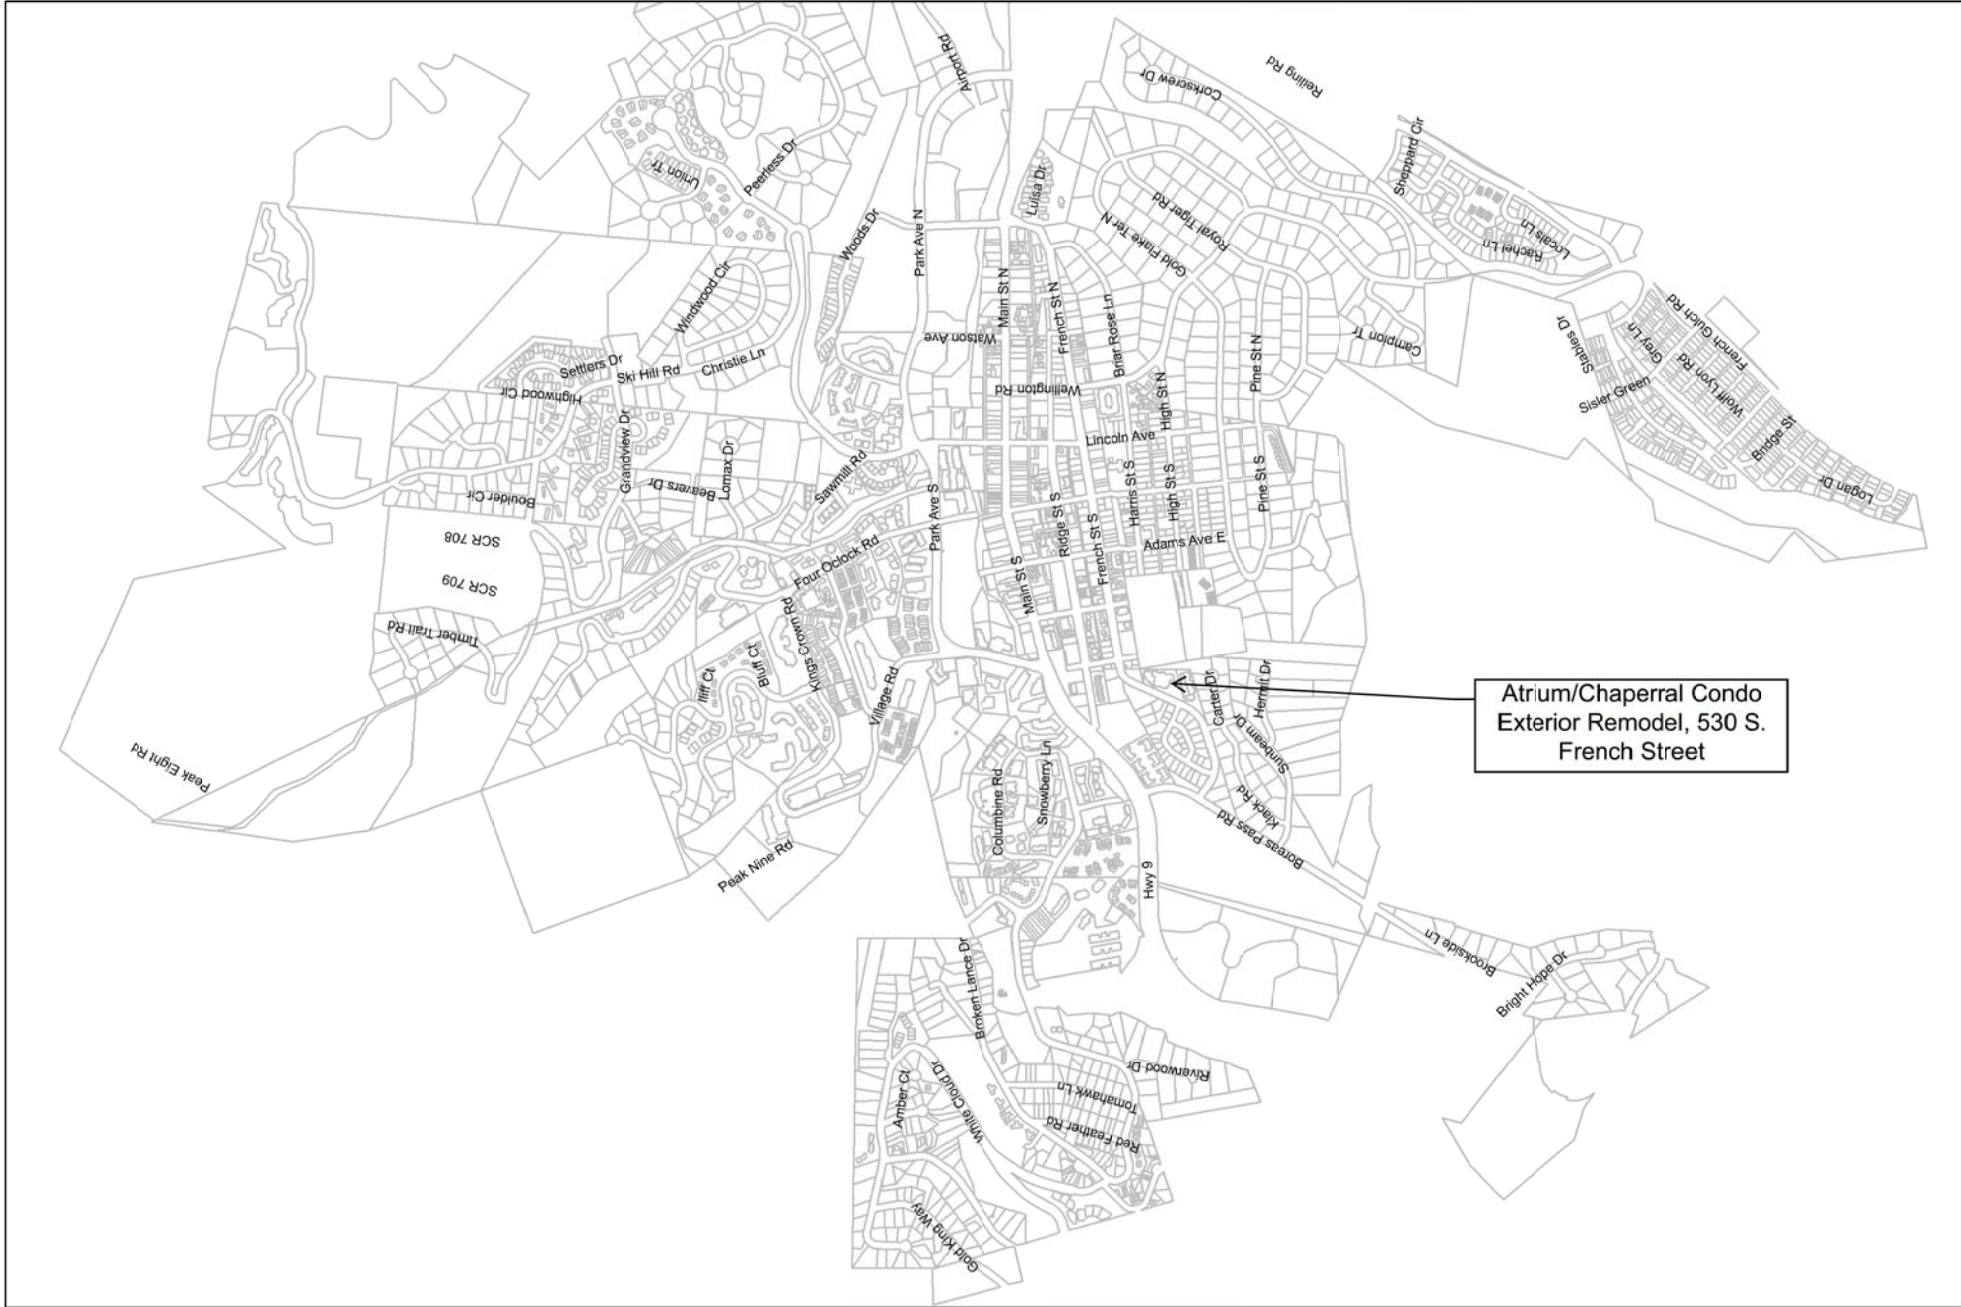 Airport Rd
Reiling Rd
Corkscrew Dr
Sheppard Cir
Peerless Dr
Union Tr
Luisa Dr
Royal Tiger Rd
Locals Ln
Rachel Ln
Woods Dr
Park Ave N
Gold Flake Ter N
Windwood Cir
Main St N
French St N
Briar Rose Ln
Watson Ave
Pine St N
Campion Tr
Stables Dr
Grey Ln
French Gulch Rd
Wolff Lyon Rd
Settlers Dr
Ski Hill Rd
Christie Ln
Highwood Cir
Wellington Rd
High St N
Sisler Green
Bridge St
Logan Dr
Grandview Dr
Lomax Dr
Lincoln Ave
Sawmill Rd
Beavers Dr
Boulder Cir
Park Ave S
Ridge St S
Harris St S
High St S
Pine St S
French St S
Adams Ave E
SCR 708
SCR 709
Four Oclock Rd
Main St S
Timber Trail Rd
Kings Crown Rd
Bluff Ct
Iliff Ct
Village Rd
Carter Dr
Hermit Dr
Sunbeam Dr
Atrium/Chaperral Condo
Exterior Remodel, 530 S.
French Street
Peak Eight Rd
Columbine Rd
Snowberry Ln
Klack Rd
Boreas Pass Rd
Peak Nine Rd
Hwy 9
Brookside Ln
Bright Hope Dr
Broken Lance Dr
Riverwood Dr
Tomahawk Ln
Red Feather Rd
Amber Ct
White Cloud Dr
Gold King Way